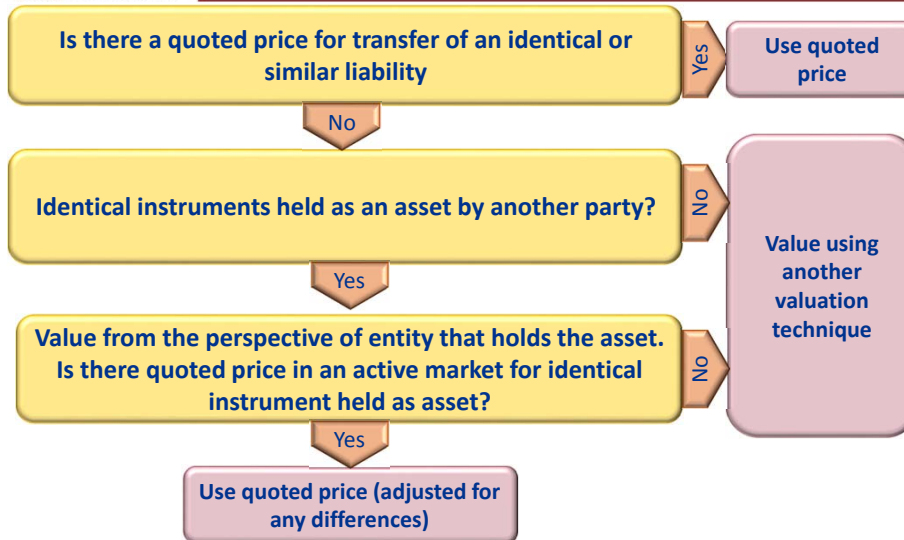 Is there a quoted price for transfer of an identical or
similar liability
Yes
Use quoted
price
No
Identical instruments held as an asset by another party?
No
Value using
another
valuation
technique
Yes
Value from the perspective of entity that holds the asset.
Is there quoted price in an active market for identical
instrument held as asset?
No
Yes
Use quoted price (adjusted for
any differences)